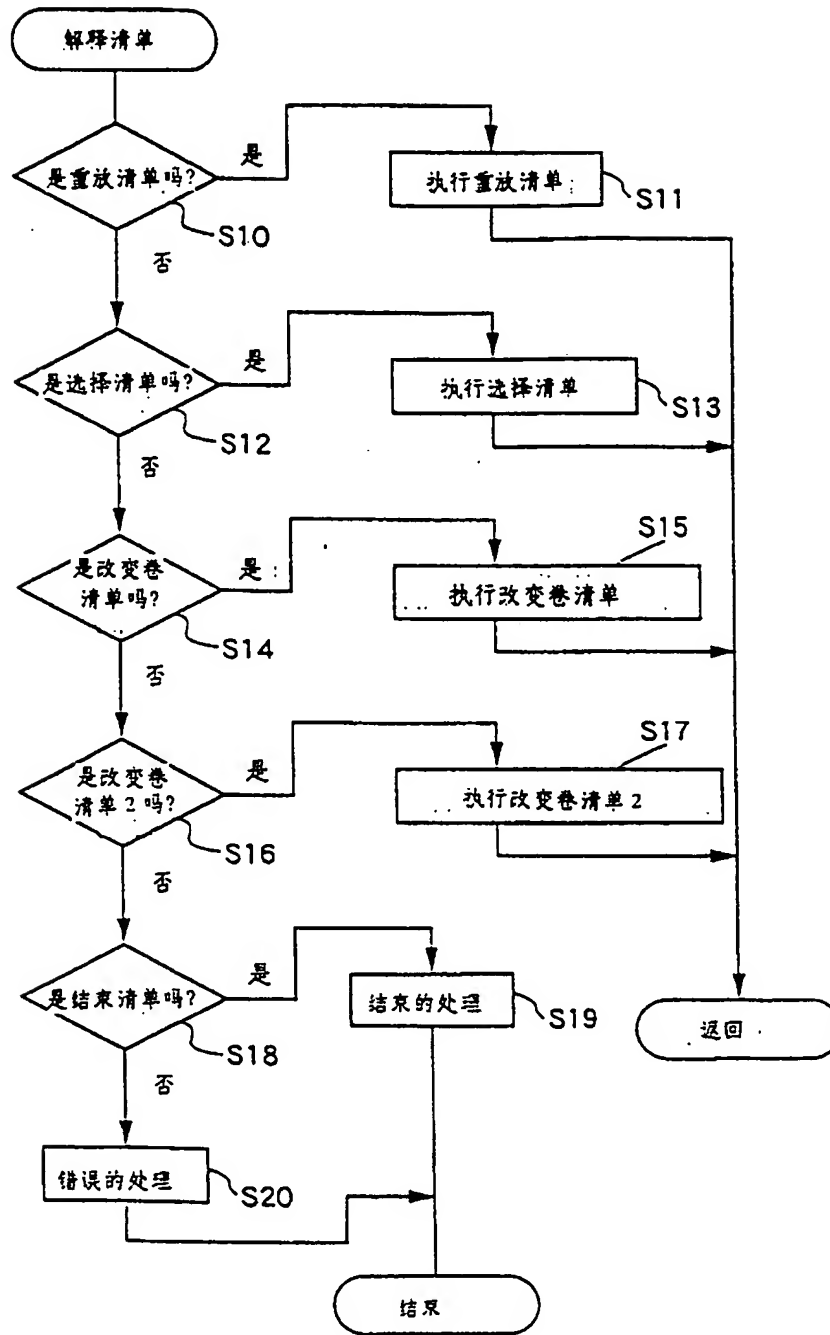 解释清单
是重放清单吗?
是
执行重放清单
S11
S10
否
是选择清单吗?
是
执行选择清单
S13
S12
否
S15
是改变卷
清单吗?
是
执行改变卷清单
S14
否
S17
是改变卷
清单2吗?
是
执行改变卷清单2
S16
否
是结束清单吗?
是
结束的处理
S19
返回
S18
否
错误的处理
S20
结束